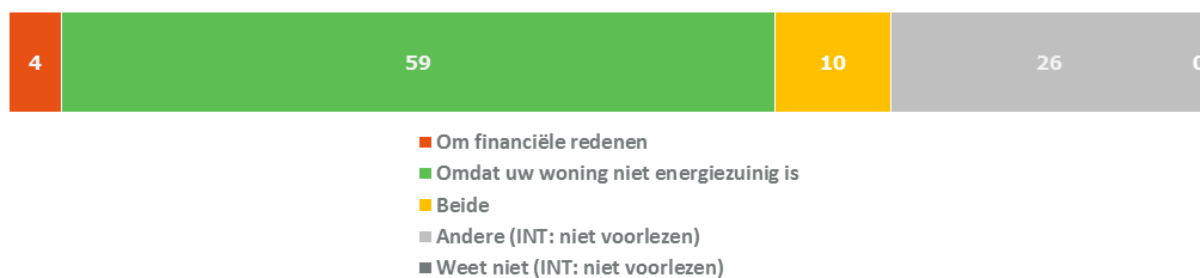 4 59 10 26 0
Om financiële redenen
Omdat uw woning niet energiezuinig is
Beide
Andere (INT: niet voorlezen)
Weet niet (INT: niet voorlezen)